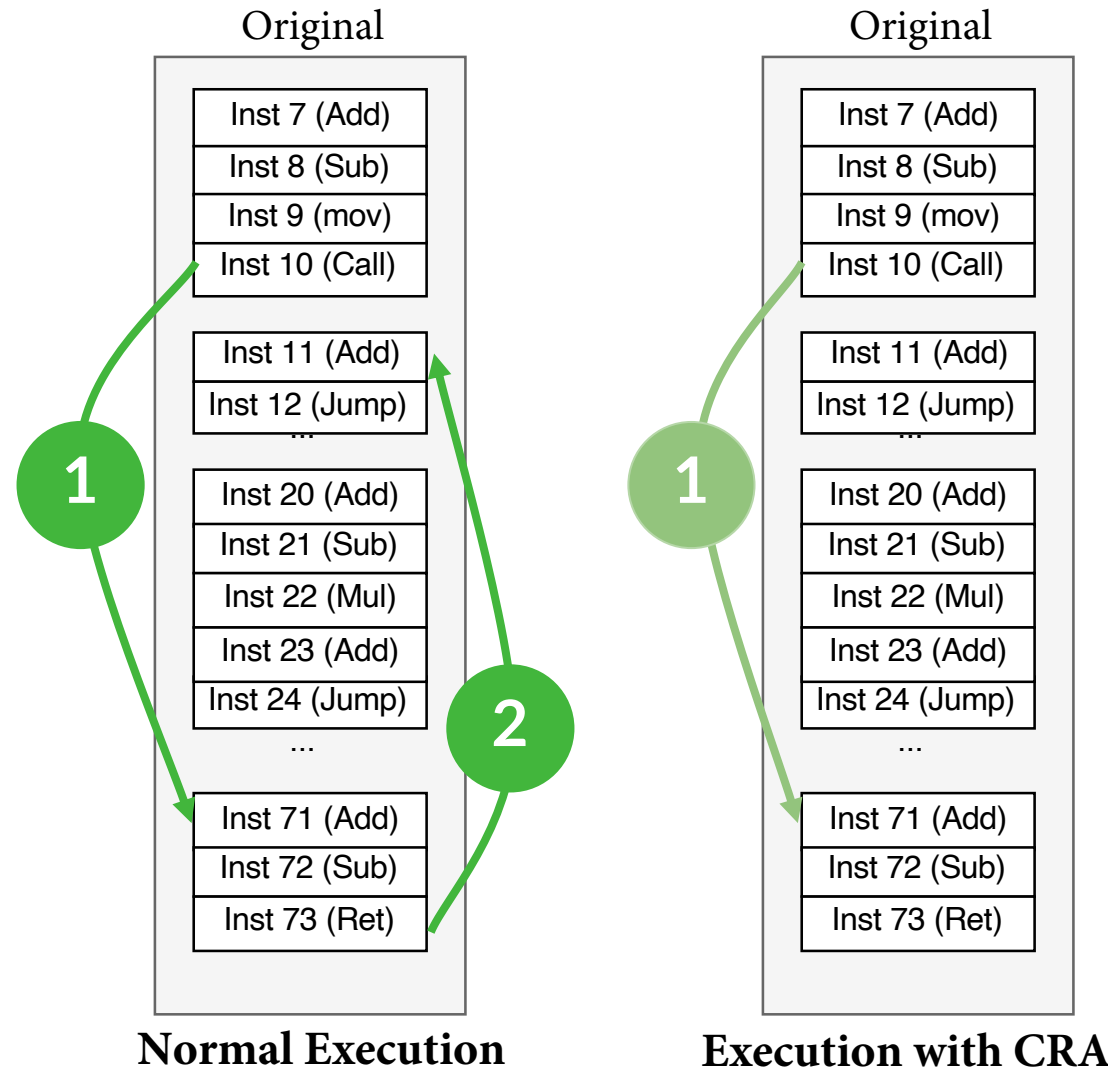 Original
Inst 7 (Add)
Inst 8 (Sub)
Inst 9 (mov)
Inst 10 (Call)
Inst 11 (Add)
Inst 12 (Jump)
...
1
Inst 20 (Add)
Inst 21 (Sub)
Inst 22 (Mul)
Inst 23 (Add)
Inst 24 (Jump)
2
...
Inst 71 (Add)
Inst 72 (Sub)
Inst 73 (Ret)
Normal Execution
Original
Inst 7 (Add)
Inst 8 (Sub)
Inst 9 (mov)
Inst 10 (Call)
Inst 11 (Add)
Inst 12 (Jump)
...
1
Inst 20 (Add)
Inst 21 (Sub)
Inst 22 (Mul)
Inst 23 (Add)
Inst 24 (Jump)
...
Inst 71 (Add)
Inst 72 (Sub)
Inst 73 (Ret)
Execution with CRA